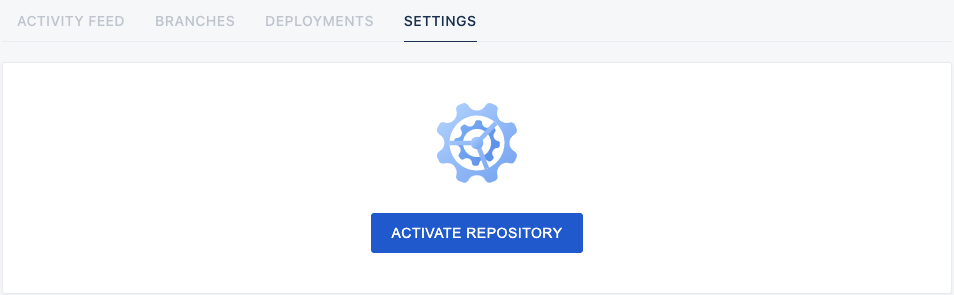 ACTIVITY FEED BRANCHES DEPLOYMENTS SETTINGS
ACTIVATE REPOSITORY